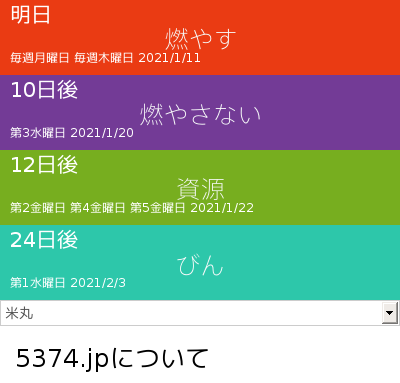 明日
燃やす
毎週月曜日 毎週木曜日 2021/1/11
10日後
燃やさない
第3水曜日 2021/1/20
12日後
資源
第2金曜日 第4金曜日 第5金曜日 2021/1/22
24日後
びん
第1水曜日 2021/2/3
米丸
5374.jpについて